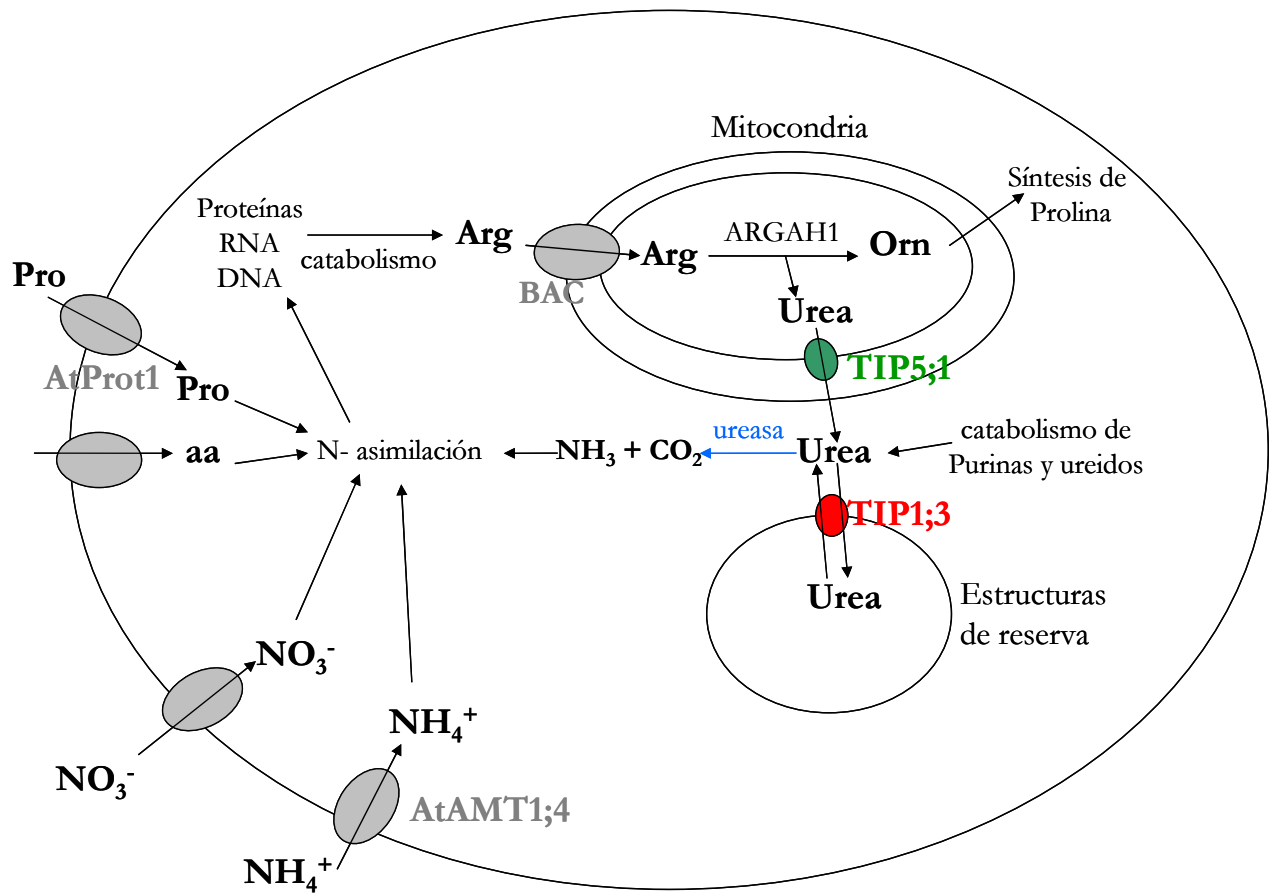 Mitocondria
Síntesis de
Prolina
Proteínas
RNA
DNA
catabolismo
Arg
BAC
Arg
ARGAH1
Orn
Urea
TIP5;1
Pro
AtProt1
Pro
aa
N- asimilación
NH₃ + CO₂
ureasa
Urea
catabolismo de
Purinas y ureidos
TIP1;3
Urea
Estructuras
de reserva
NO₃⁻
NO₃⁻
NH₄⁺
AtAMT1;4
NH₄⁺